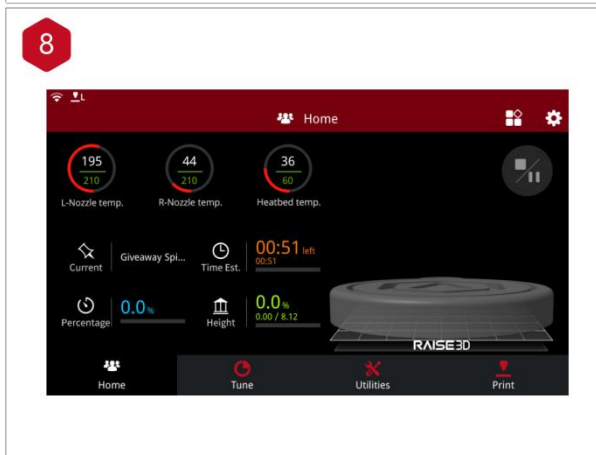 8
L
Home
195
210
L-Nozzle temp.
44
210
R-Nozzle temp.
36
60
Heatbed temp.
Current
Giveaway Spi...
Time Est.
00:51 left
00:51
Percentage
0.0 %
Height
0.0 %
0.00 / 8.12
RAISE3D
Home
Tune
Utilities
Print